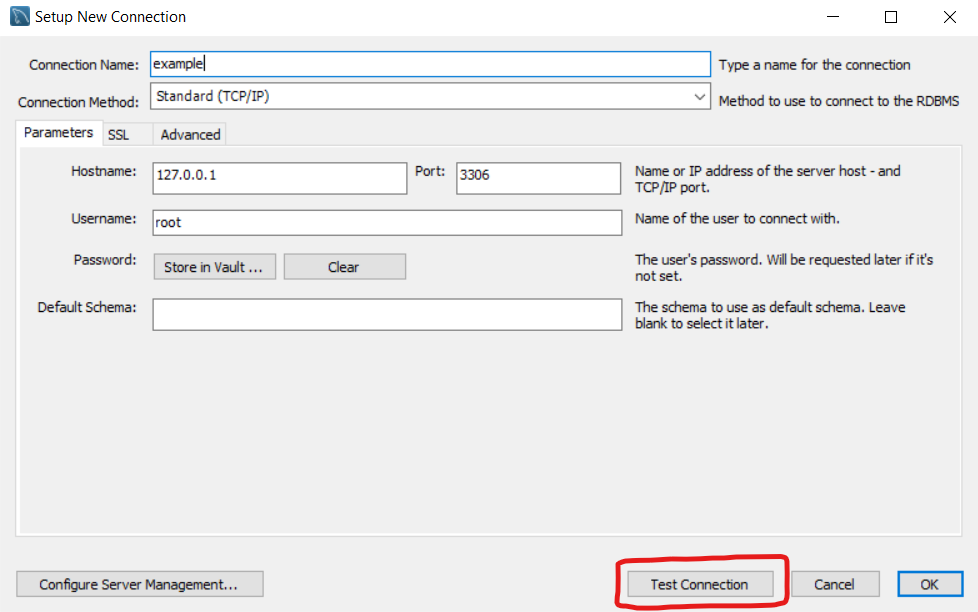 Setup New Connection
Connection Name: example Type a name for the connection
Connection Method: Standard (TCP/IP) Method to use to connect to the RDBMS
Parameters SSL Advanced
Hostname: 127.0.0.1 Port: 3306 Name or IP address of the server host - and
TCP/IP port.
Username: root Name of the user to connect with.
Password: Store in Vault ... Clear The user's password. Will be requested later if it's
not set.
Default Schema: The schema to use as default schema. Leave
blank to select it later.
Configure Server Management... Test Connection Cancel OK